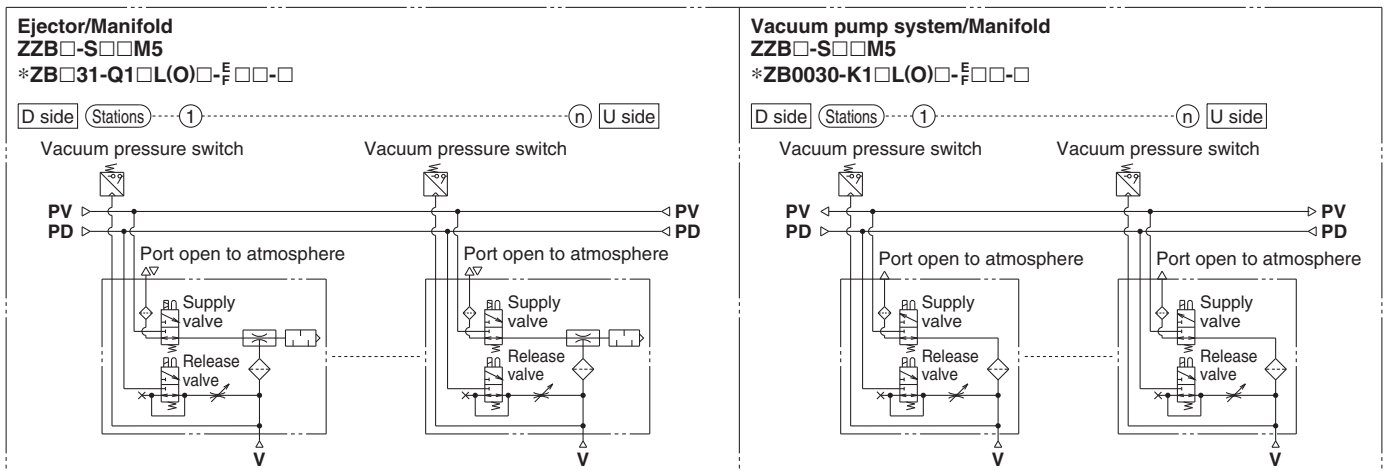 Ejector/Manifold
ZZB□-S□□M5
*ZB□31-Q1□L(O)□-E/F□□-□
D side Stations 1 n U side
Vacuum pressure switch Vacuum pressure switch
PV PV
PD PD
Port open to atmosphere Port open to atmosphere
Supply valve Supply valve
Release valve Release valve
V V
Vacuum pump system/Manifold
ZZB□-S□□M5
*ZB0030-K1□L(O)□-E/F□□-□
D side Stations 1 n U side
Vacuum pressure switch Vacuum pressure switch
PV PV
PD PD
Port open to atmosphere Port open to atmosphere
Supply valve Supply valve
Release valve Release valve
V V